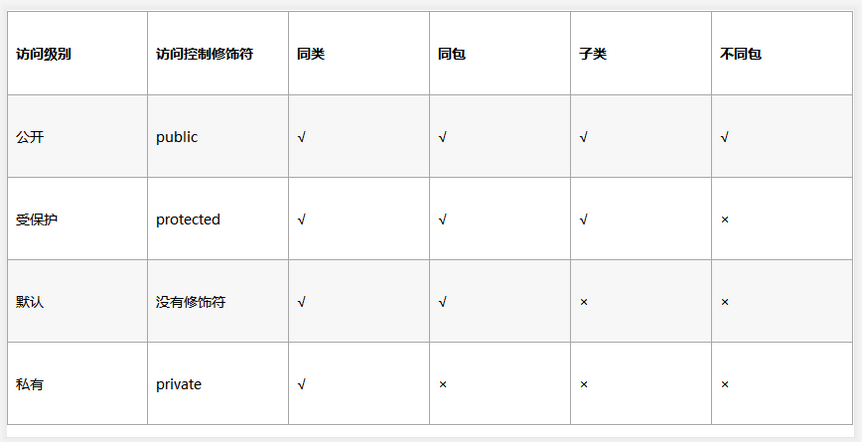 访问级别 访问控制修饰符 同类 同包 子类 不同包
公开 public √ √ √ √
受保护 protected √ √ √ ×
默认 没有修饰符 √ √ × ×
私有 private √ × × ×